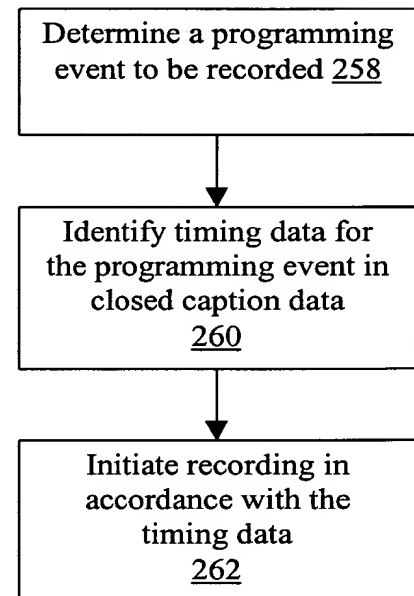 Determine a programming
event to be recorded 258
Identify timing data for
the programming event in
closed caption data
260
Initiate recording in
accordance with the
timing data
262